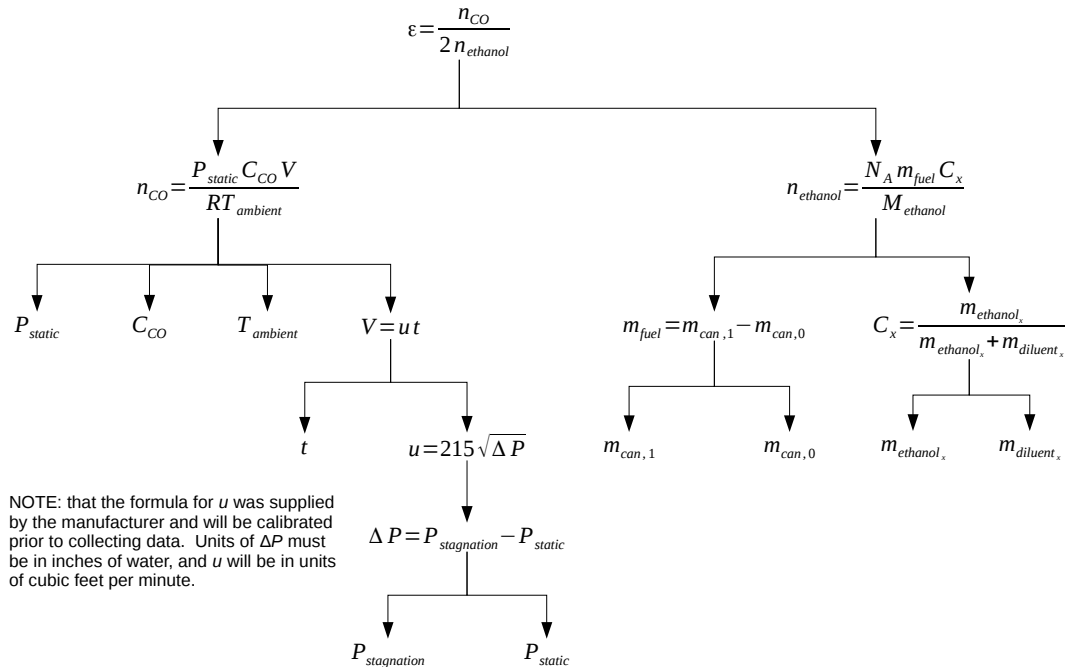 ε = n_CO / 2 n_ethanol
n_CO = P_static C_CO V / R T_ambient
n_ethanol = N_A m_fuel C_x / M_ethanol
P_static
C_CO
T_ambient
V = u t
m_fuel = m_can,1 − m_can,0
C_x = m_ethanol_x / m_ethanol_x + m_diluent_x
t
u = 215 √ΔP
m_can,1
m_can,0
m_ethanol_x
m_diluent_x
NOTE: that the formula for u was supplied
by the manufacturer and will be calibrated
prior to collecting data. Units of ΔP must
be in inches of water, and u will be in units
of cubic feet per minute.
ΔP = P_stagnation − P_static
P_stagnation
P_static